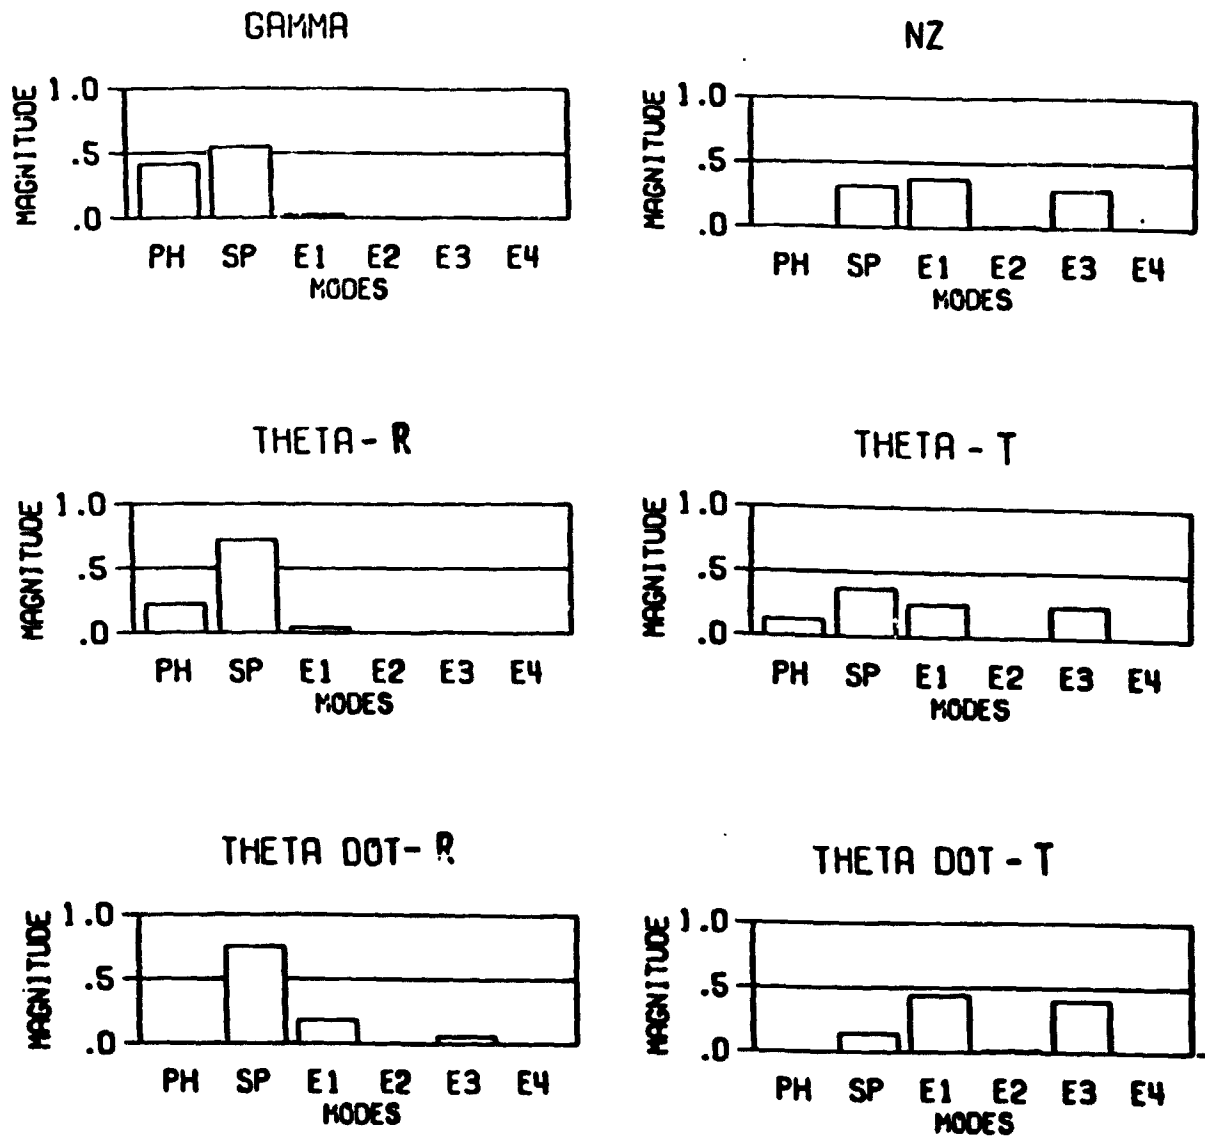 GAMMA
MAGNITUDE
1.0
.5
.0
PH SP E1 E2 E3 E4
MODES
NZ
MAGNITUDE
1.0
.5
.0
PH SP E1 E2 E3 E4
MODES
THETA - R
MAGNITUDE
1.0
.5
.0
PH SP E1 E2 E3 E4
MODES
THETA - T
MAGNITUDE
1.0
.5
.0
PH SP E1 E2 E3 E4
MODES
THETA DOT - R
MAGNITUDE
1.0
.5
.0
PH SP E1 E2 E3 E4
MODES
THETA DOT - T
MAGNITUDE
1.0
.5
.0
PH SP E1 E2 E3 E4
MODES